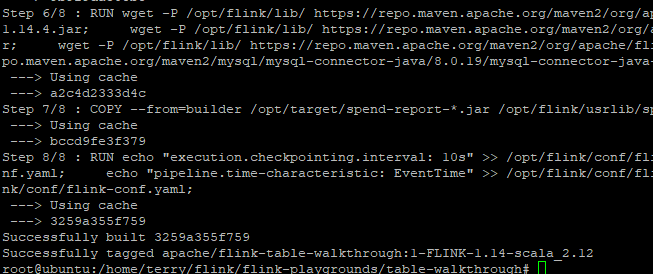 Step 6/8 : RUN wget -P /opt/flink/lib/ https://repo.maven.apache.org/maven2/org/ap
1.14.4.jar;     wget -P /opt/flink/lib/ https://repo.maven.apache.org/maven2/org/a
r;     wget -P /opt/flink/lib/ https://repo.maven.apache.org/maven2/org/apache/fli
po.maven.apache.org/maven2/mysql/mysql-connector-java/8.0.19/mysql-connector-java-
 ---> Using cache
 ---> a2c4d2333d4c
Step 7/8 : COPY --from=builder /opt/target/spend-report-*.jar /opt/flink/usrlib/sp
 ---> Using cache
 ---> bccd9fe3f379
Step 8/8 : RUN echo "execution.checkpointing.interval: 10s" >> /opt/flink/conf/fli
nf.yaml;     echo "pipeline.time-characteristic: EventTime" >> /opt/flink/conf/fli
nk/conf/flink-conf.yaml;
 ---> Using cache
 ---> 3259a355f759
Successfully built 3259a355f759
Successfully tagged apache/flink-table-walkthrough:1-FLINK-1.14-scala_2.12
root@ubuntu:/home/terry/flink/flink-playgrounds/table-walkthrough#